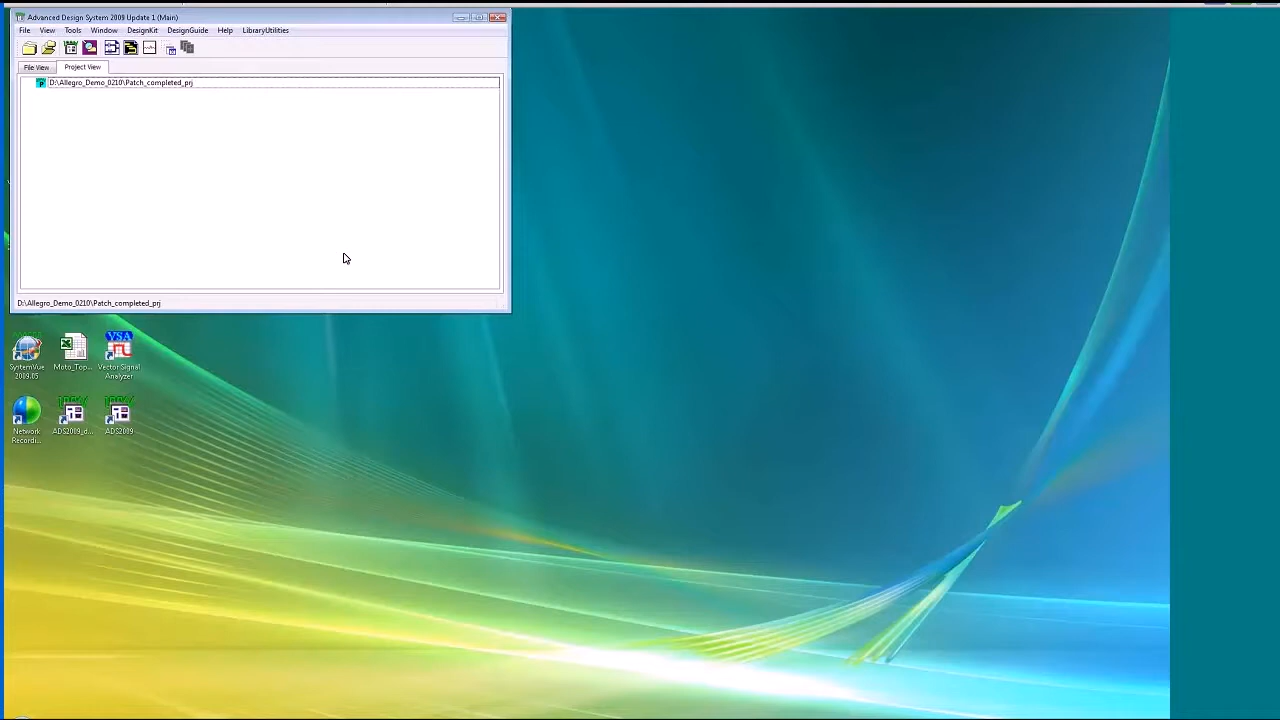 Advanced Design System 2009 Update 1 (Main)
File View Tools Window DesignKit DesignGuide Help LibraryUtilities
File View Project View
D:\Allegro_Demo_0210\Patch_completed_prj
D:\Allegro_Demo_0210\Patch_completed_prj
SystemVue 2009.05
Moto_Top...
VSA
Vector Signal Analyzer
Network Recordi...
ADS2009_d...
ADS2009